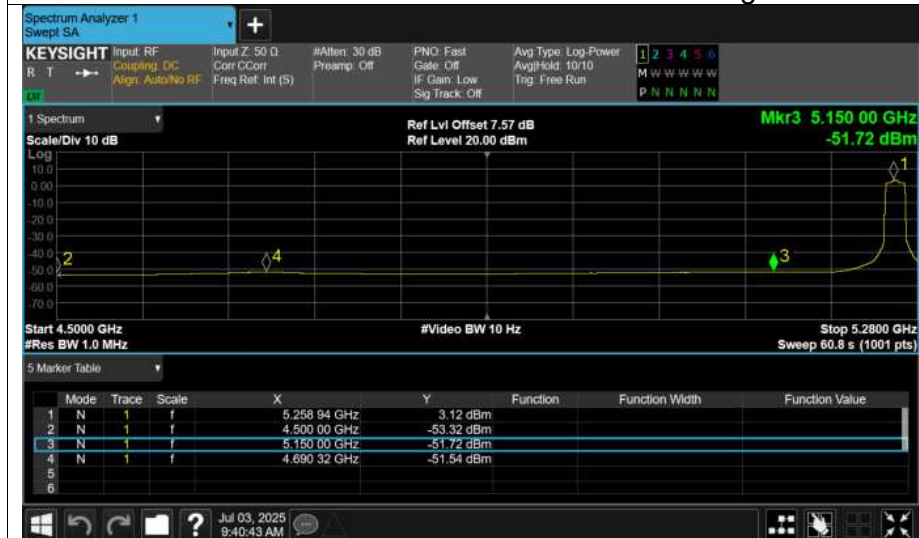 Spectrum Analyzer 1
Swept SA
+
KEYSIGHT
R T
Input: RF
Coupling: DC
Align: Auto/No RF
Input Z: 50 Ω
Corr CCorr
Freq Ref: Int (S)
#Atten: 30 dB
Preamp: Off
PNO: Fast
Gate: Off
IF Gain: Low
Sig Track: Off
Avg Type: Log-Power
Avg|Hold: 10/10
Trig: Free Run
1 2 3 4 5 6
M W W W W W
P N N N N N
1 Spectrum
Scale/Div 10 dB
Ref Lvl Offset 7.57 dB
Ref Level 20.00 dBm
Mkr3 5.150 00 GHz
-51.72 dBm
Log
10.0
0.00
-10.0
-20.0
-30.0
-40.0
-50.0
-60.0
-70.0
1
2
4
3
Start 4.5000 GHz
#Res BW 1.0 MHz
#Video BW 10 Hz
Stop 5.2800 GHz
Sweep 60.8 s (1001 pts)
5 Marker Table
Mode Trace Scale X Y Function Function Width Function Value
1 N 1 f 5.258 94 GHz 3.12 dBm
2 N 1 f 4.500 00 GHz -53.32 dBm
3 N 1 f 5.150 00 GHz -51.72 dBm
4 N 1 f 4.690 32 GHz -51.54 dBm
5
6
?
Jul 03, 2025
9:40:43 AM